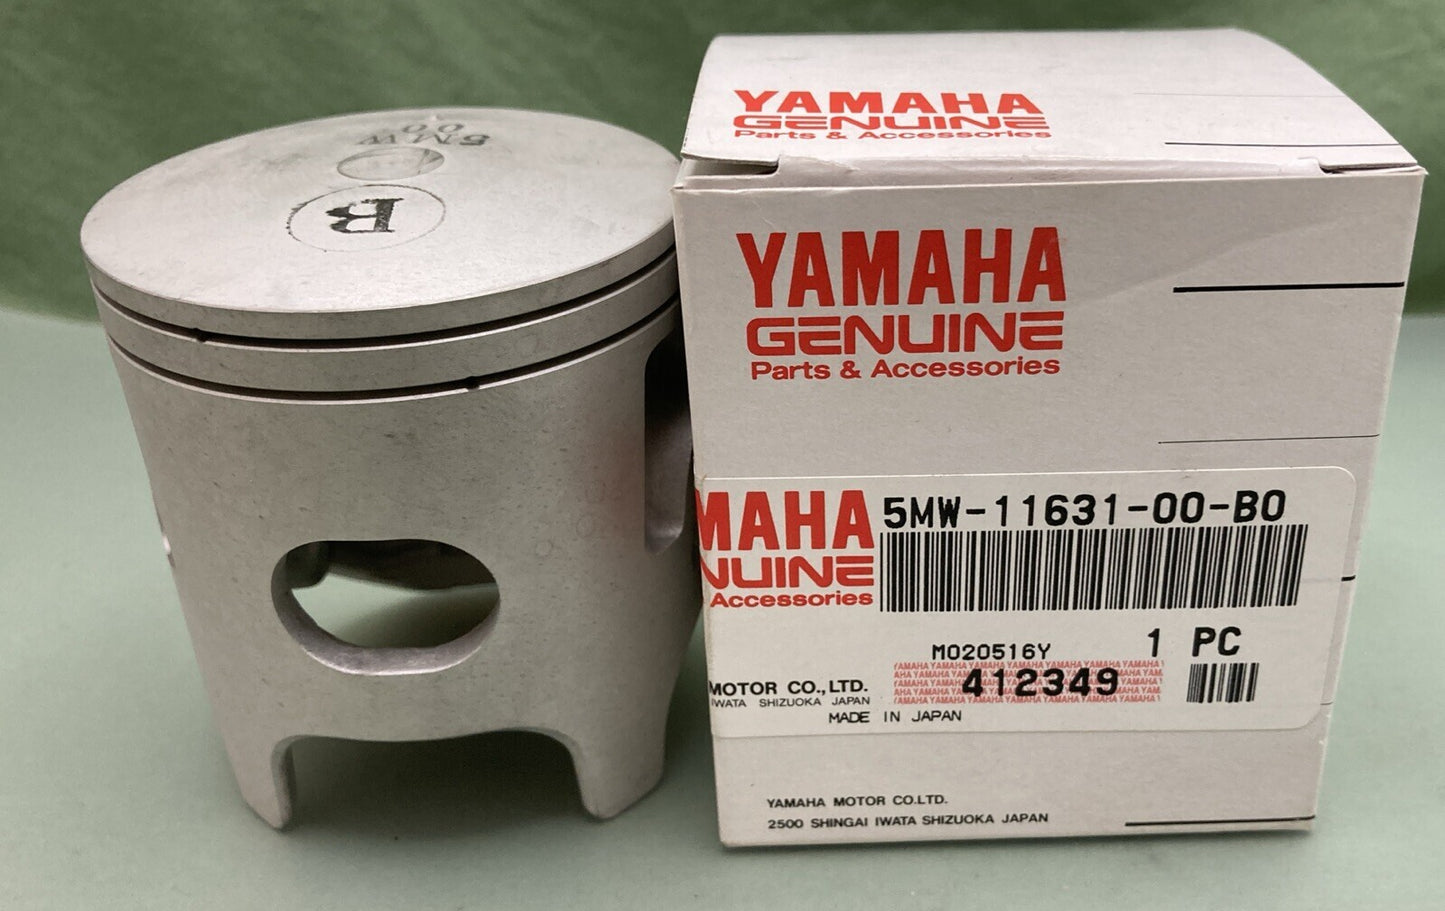 5MW
00
B
YAMAHA
GENUINE
Parts & Accessories
YAMAHA
GENUINE
Parts & Accessories
MAHA
NUINE
Accessories
5MW-11631-00-B0
M020516Y
1 PC
412349
MOTOR CO.,LTD.
IWATA SHIZUOKA JAPAN
MADE IN JAPAN
YAMAHA MOTOR CO.LTD.
2500 SHINGAI IWATA SHIZUOKA JAPAN